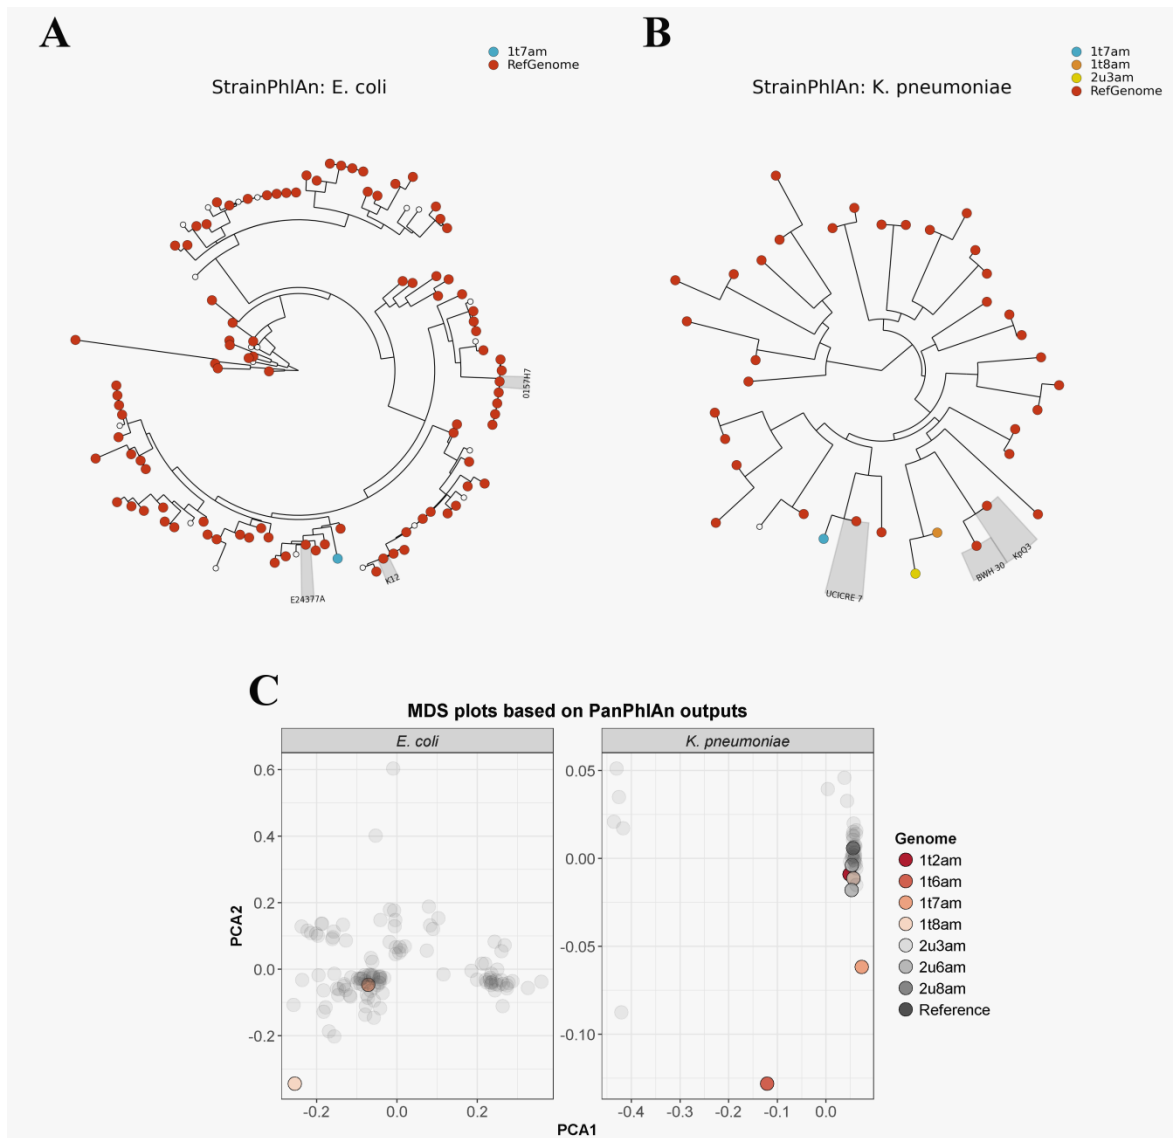 A
1t7am
RefGenome
StrainPhlAn: E. coli
0157H7
K12
E24377A
B
1t7am
1t8am
2u3am
RefGenome
StrainPhlAn: K. pneumoniae
KpQ3
BWH 30
UCICRE 7
C
MDS plots based on PanPhlAn outputs
E. coli
K. pneumoniae
PCA2
0.6
0.4
0.2
0.0
-0.2
-0.2
0.0
0.2
0.05
0.00
-0.05
-0.10
-0.4
-0.3
-0.2
-0.1
0.0
PCA1
Genome
1t2am
1t6am
1t7am
1t8am
2u3am
2u6am
2u8am
Reference